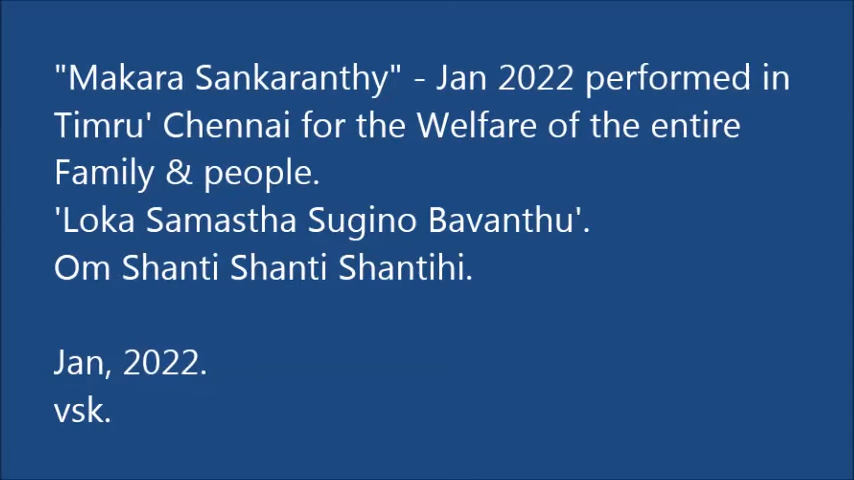 "Makara Sankaranthy" - Jan 2022 performed in
Timru' Chennai for the Welfare of the entire
Family & people.
'Loka Samastha Sugino Bavanthu'.
Om Shanti Shanti Shantihi.
Jan, 2022.
vsk.